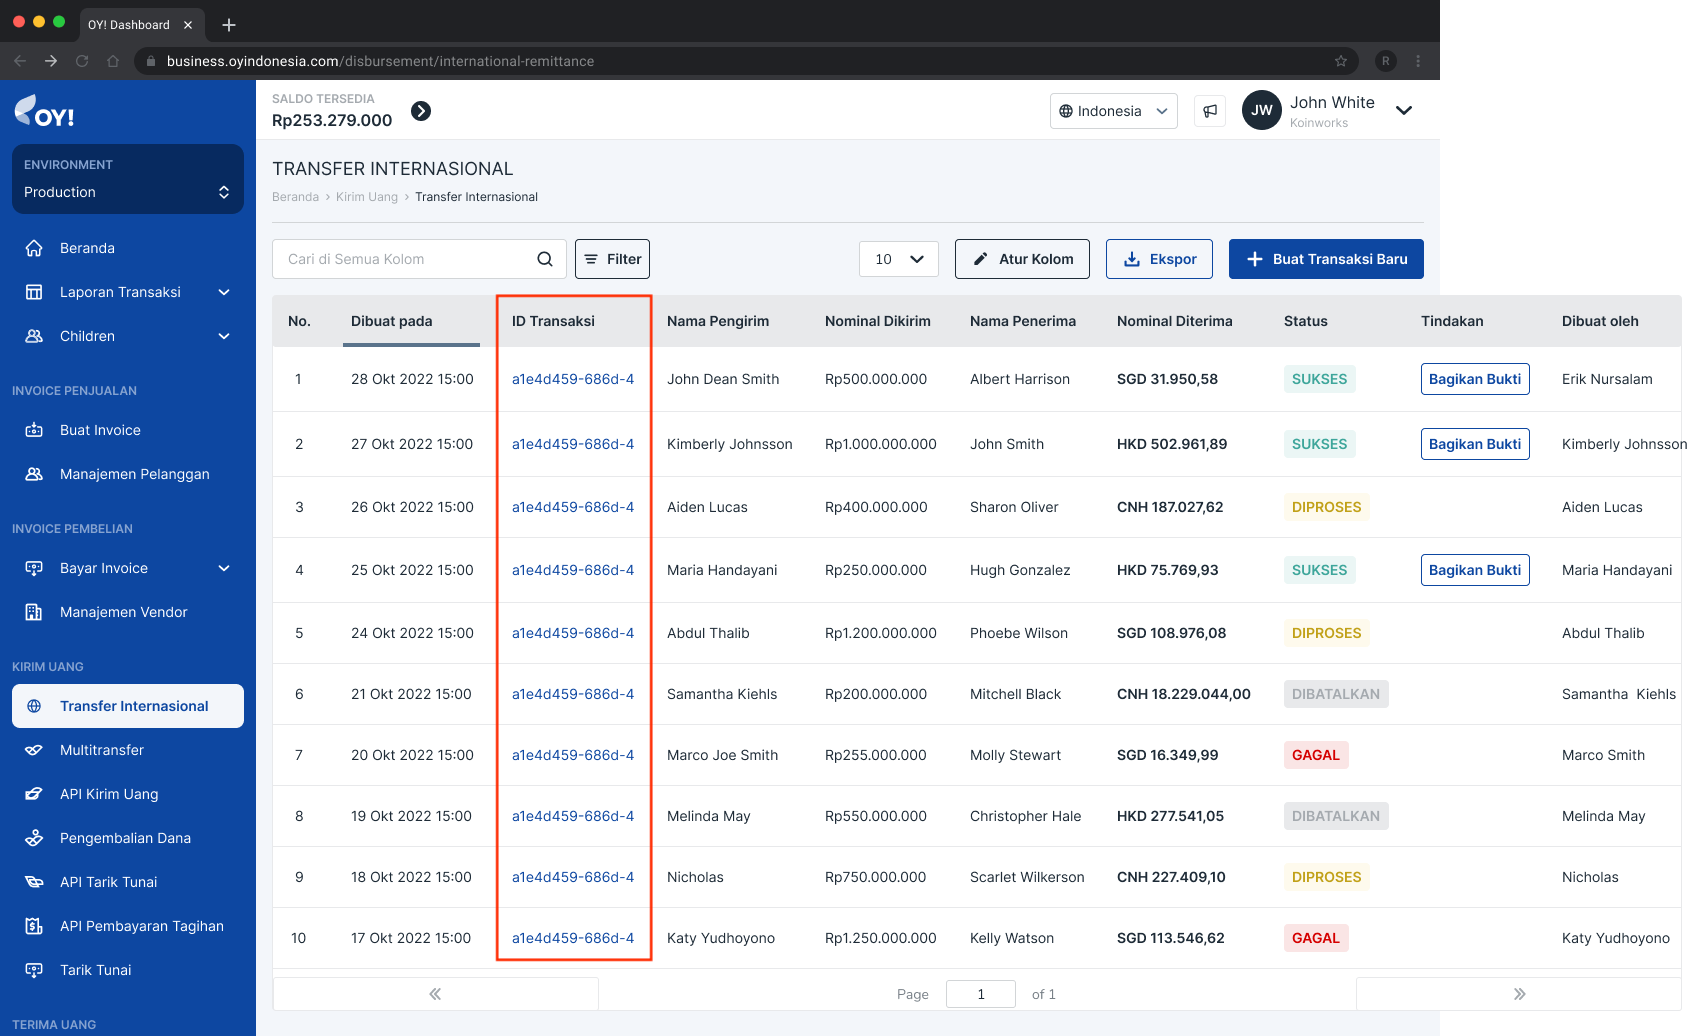 OY! Dashboard
business.oyindonesia.com/disbursement/international-remittance
R
OY!
ENVIRONMENT
Production
Beranda
Laporan Transaksi
Children
INVOICE PENJUALAN
Buat Invoice
Manajemen Pelanggan
INVOICE PEMBELIAN
Bayar Invoice
Manajemen Vendor
KIRIM UANG
Transfer Internasional
Multitransfer
API Kirim Uang
Pengembalian Dana
API Tarik Tunai
API Pembayaran Tagihan
Tarik Tunai
TERIMA UANG
SALDO TERSEDIA
Rp253.279.000
Indonesia
JW
John White
Koinworks
TRANSFER INTERNASIONAL
Beranda › Kirim Uang › Transfer Internasional
Cari di Semua Kolom Filter 10 Atur Kolom Ekspor Buat Transaksi Baru
No. Dibuat pada ID Transaksi Nama Pengirim Nominal Dikirim Nama Penerima Nominal Diterima Status Tindakan Dibuat oleh
1 28 Okt 2022 15:00 a1e4d459-686d-4 John Dean Smith Rp500.000.000 Albert Harrison SGD 31.950,58 SUKSES Bagikan Bukti Erik Nursalam
2 27 Okt 2022 15:00 a1e4d459-686d-4 Kimberly Johnsson Rp1.000.000.000 John Smith HKD 502.961,89 SUKSES Bagikan Bukti Kimberly Johnsson
3 26 Okt 2022 15:00 a1e4d459-686d-4 Aiden Lucas Rp400.000.000 Sharon Oliver CNH 187.027,62 DIPROSES Aiden Lucas
4 25 Okt 2022 15:00 a1e4d459-686d-4 Maria Handayani Rp250.000.000 Hugh Gonzalez HKD 75.769,93 SUKSES Bagikan Bukti Maria Handayani
5 24 Okt 2022 15:00 a1e4d459-686d-4 Abdul Thalib Rp1.200.000.000 Phoebe Wilson SGD 108.976,08 DIPROSES Abdul Thalib
6 21 Okt 2022 15:00 a1e4d459-686d-4 Samantha Kiehls Rp200.000.000 Mitchell Black CNH 18.229.044,00 DIBATALKAN Samantha Kiehls
7 20 Okt 2022 15:00 a1e4d459-686d-4 Marco Joe Smith Rp255.000.000 Molly Stewart SGD 16.349,99 GAGAL Marco Smith
8 19 Okt 2022 15:00 a1e4d459-686d-4 Melinda May Rp550.000.000 Christopher Hale HKD 277.541,05 DIBATALKAN Melinda May
9 18 Okt 2022 15:00 a1e4d459-686d-4 Nicholas Rp750.000.000 Scarlet Wilkerson CNH 227.409,10 DIPROSES Nicholas
10 17 Okt 2022 15:00 a1e4d459-686d-4 Katy Yudhoyono Rp1.250.000.000 Kelly Watson SGD 113.546,62 GAGAL Katy Yudhoyono
Page 1 of 1